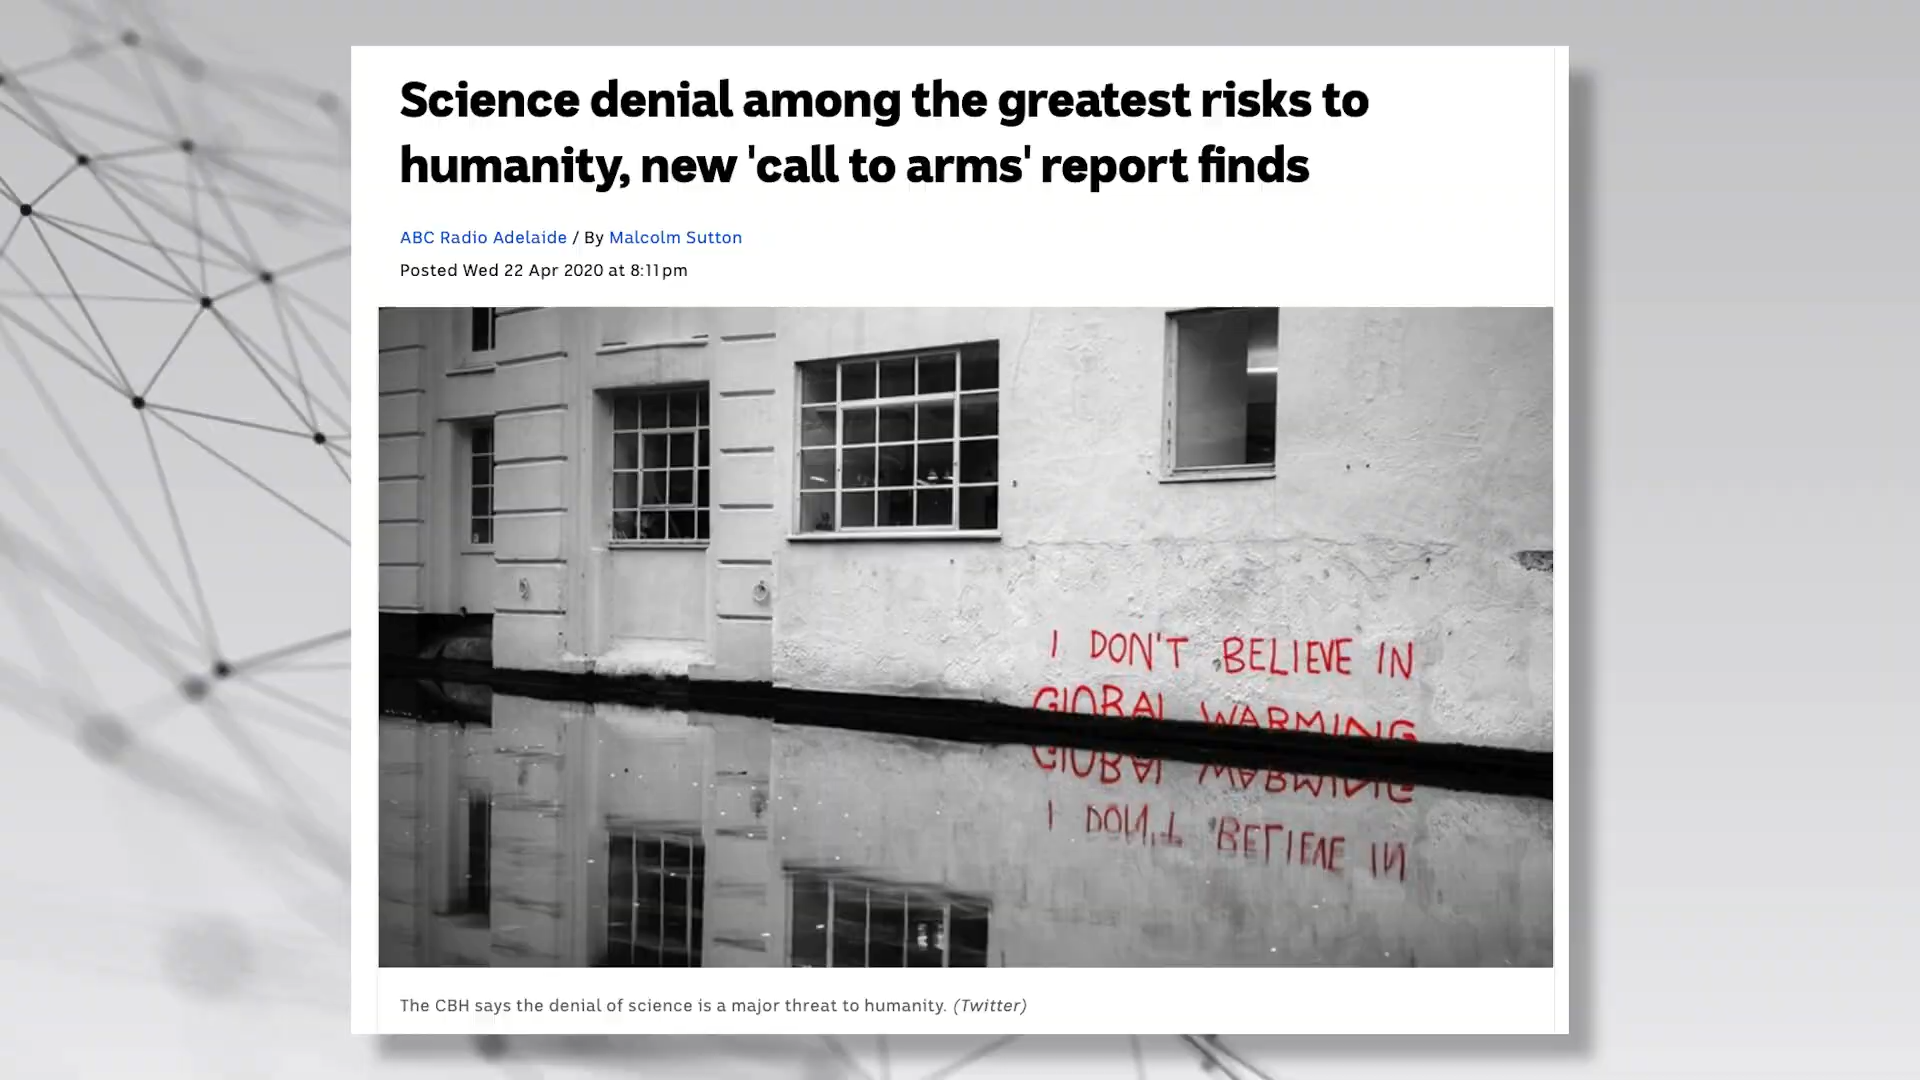 Science denial among the greatest risks to
humanity, new 'call to arms' report finds
ABC Radio Adelaide / By Malcolm Sutton
Posted Wed 22 Apr 2020 at 8:11pm
I DON'T BELIEVE IN
GLOBAL WARMING
The CBH says the denial of science is a major threat to humanity. (Twitter)